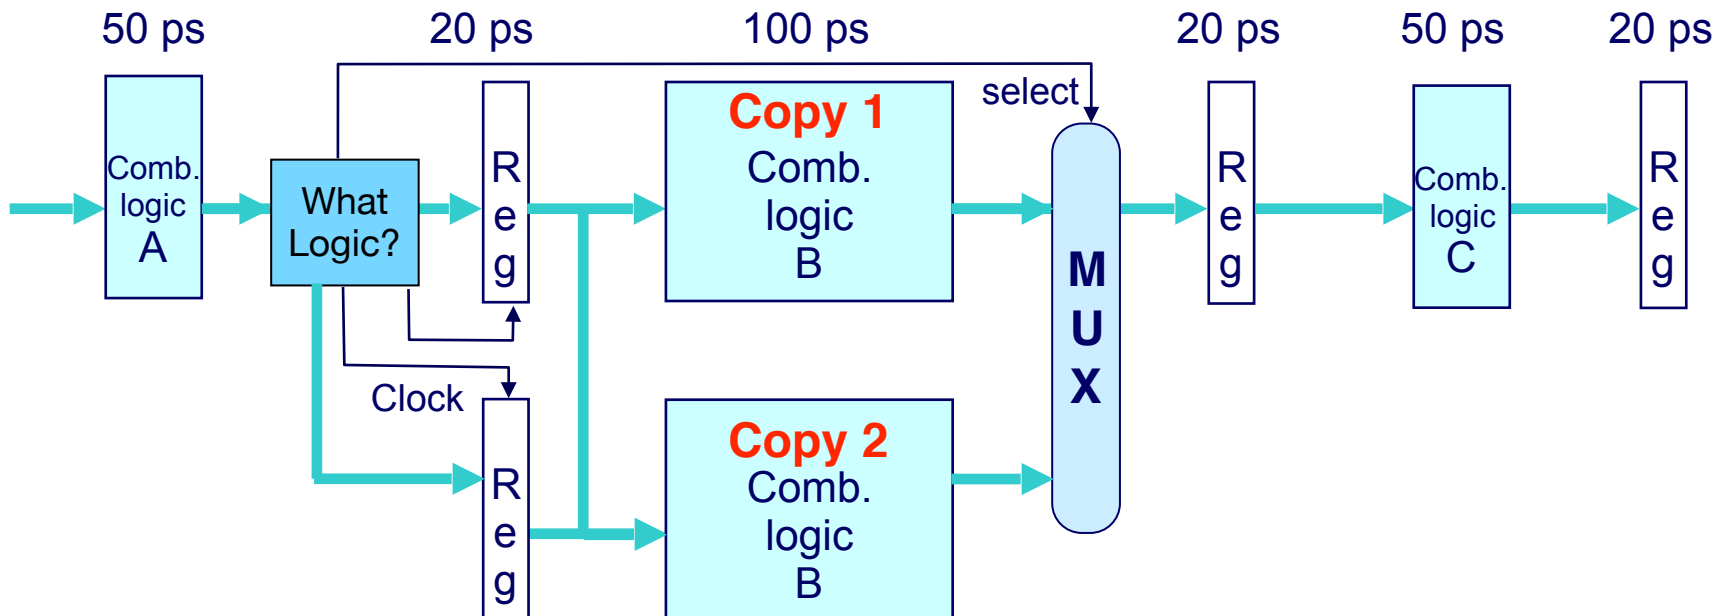 50 ps
20 ps
100 ps
20 ps
50 ps
20 ps
select
Comb.
logic
A
What
Logic?
R
e
g
Copy 1
Comb.
logic
B
M
U
X
R
e
g
Comb.
logic
C
R
e
g
Clock
R
e
g
Copy 2
Comb.
logic
B